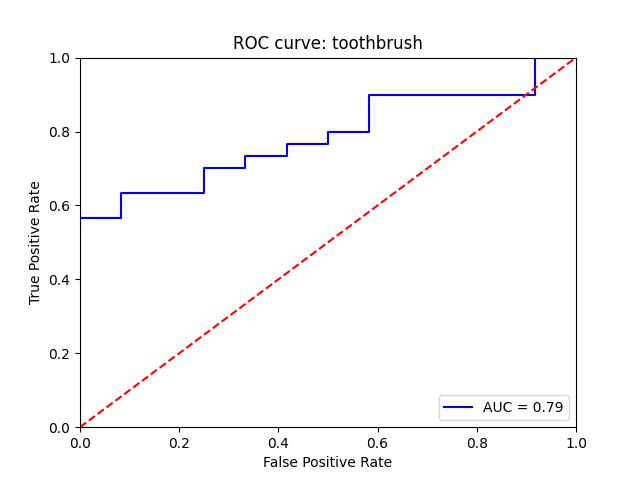 ROC curve: toothbrush
1.0
0.8
0.6
0.4
0.2
0.0
True Positive Rate
0.0 0.2 0.4 0.6 0.8 1.0
False Positive Rate
AUC = 0.79